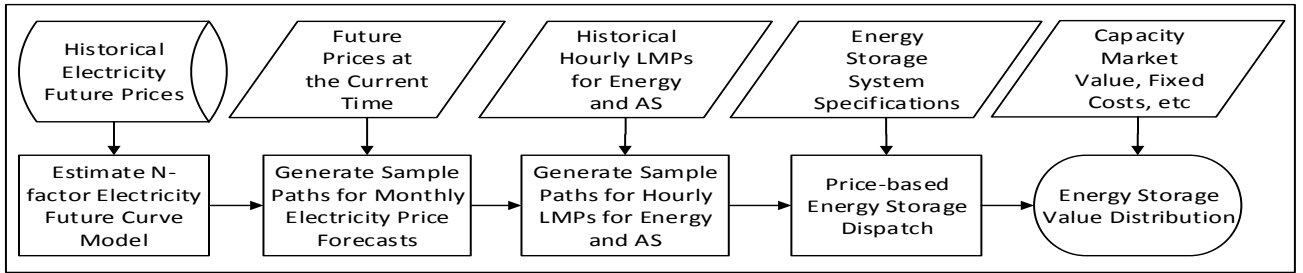 Historical
Electricity
Future Prices
Future
Prices at
the Current
Time
Historical
Hourly LMPs
for Energy
and AS
Energy
Storage
System
Specifications
Capacity
Market
Value, Fixed
Costs, etc
Estimate N-
factor Electricity
Future Curve
Model
Generate Sample
Paths for Monthly
Electricity Price
Forecasts
Generate Sample
Paths for Hourly
LMPs for Energy
and AS
Price-based
Energy Storage
Dispatch
Energy Storage
Value Distribution